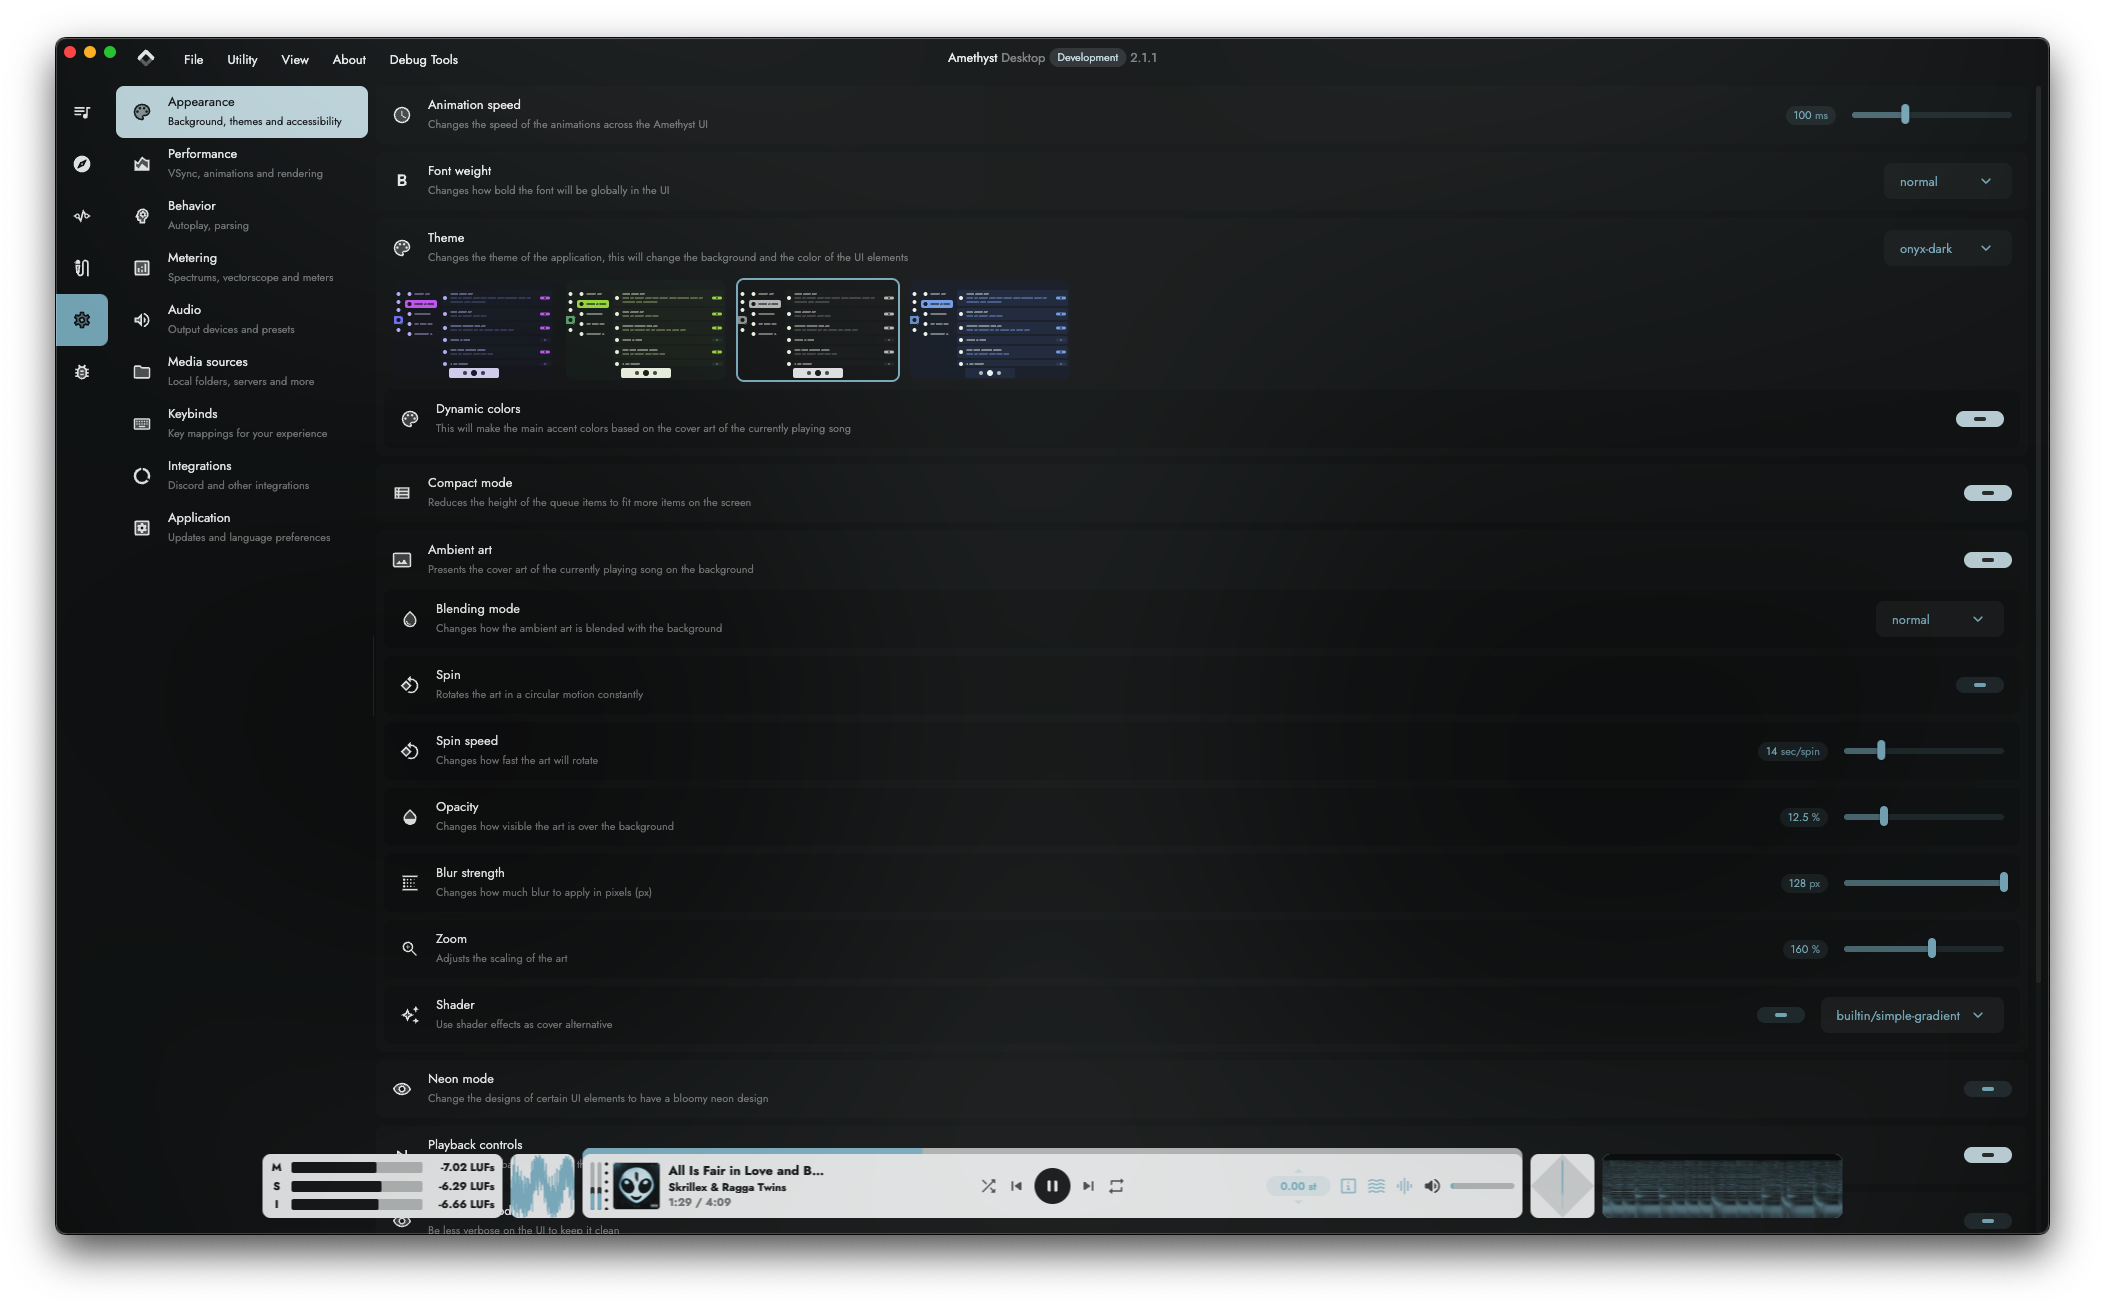 File Utility View About Debug Tools
Amethyst Desktop Development 2.1.1
Appearance
Background, themes and accessibility
Performance
VSync, animations and rendering
Behavior
Autoplay, parsing
Metering
Spectrums, vectorscope and meters
Audio
Output devices and presets
Media sources
Local folders, servers and more
Keybinds
Key mappings for your experience
Integrations
Discord and other integrations
Application
Updates and language preferences
Animation speed
Changes the speed of the animations across the Amethyst UI
100 ms
Font weight
Changes how bold the font will be globally in the UI
normal
Theme
Changes the theme of the application, this will change the background and the color of the UI elements
onyx-dark
Dynamic colors
This will make the main accent colors based on the cover art of the currently playing song
Compact mode
Reduces the height of the queue items to fit more items on the screen
Ambient art
Presents the cover art of the currently playing song on the background
Blending mode
Changes how the ambient art is blended with the background
normal
Spin
Rotates the art in a circular motion constantly
Spin speed
Changes how fast the art will rotate
14 sec/spin
Opacity
Changes how visible the art is over the background
12.5 %
Blur strength
Changes how much blur to apply in pixels (px)
128 px
Zoom
Adjusts the scaling of the art
160 %
Shader
Use shader effects as cover alternative
builtin/simple-gradient
Neon mode
Change the designs of certain UI elements to have a bloomy neon design
Playback controls
Be less verbose on the UI to keep it clean
M -7.02 LUFs
S -6.29 LUFs
I -6.66 LUFs
All Is Fair in Love and B...
Skrillex & Ragga Twins
1:29 / 4:09
0.00 st